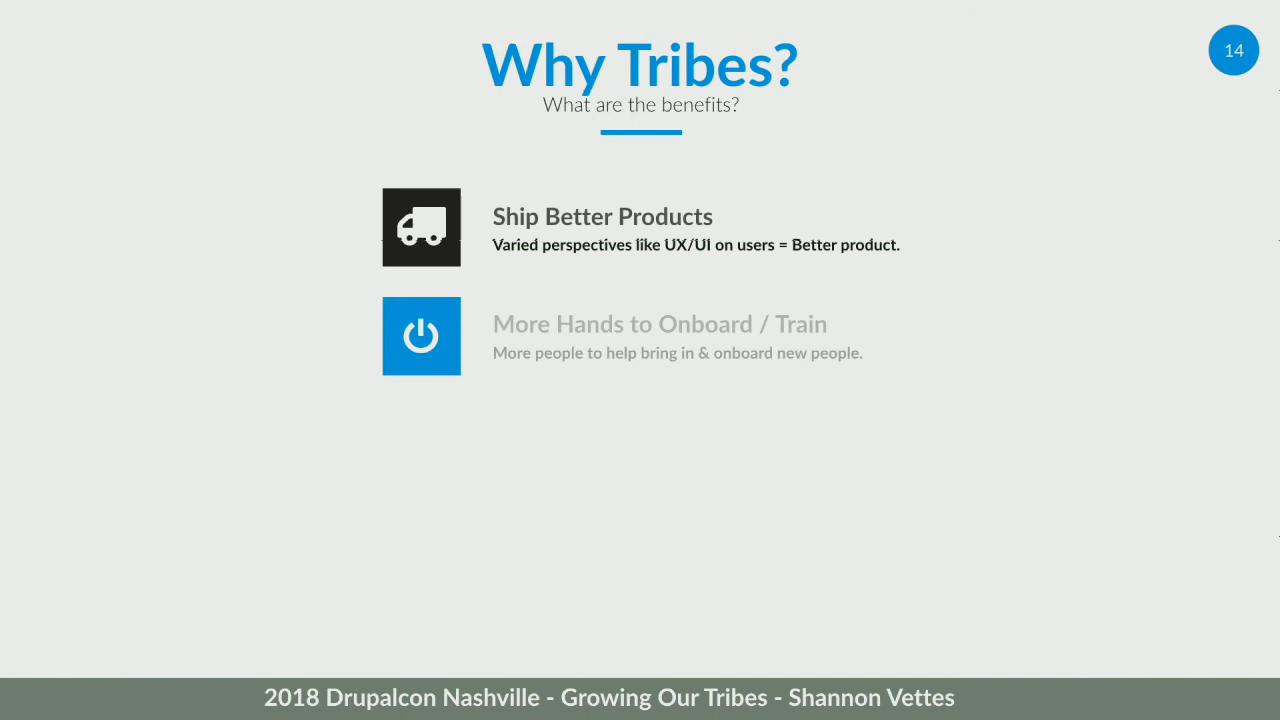 Why Tribes?
What are the benefits?
14
Ship Better Products
Varied perspectives like UX/UI on users = Better product.
More Hands to Onboard / Train
More people to help bring in & onboard new people.
2018 Drupalcon Nashville - Growing Our Tribes - Shannon Vettes